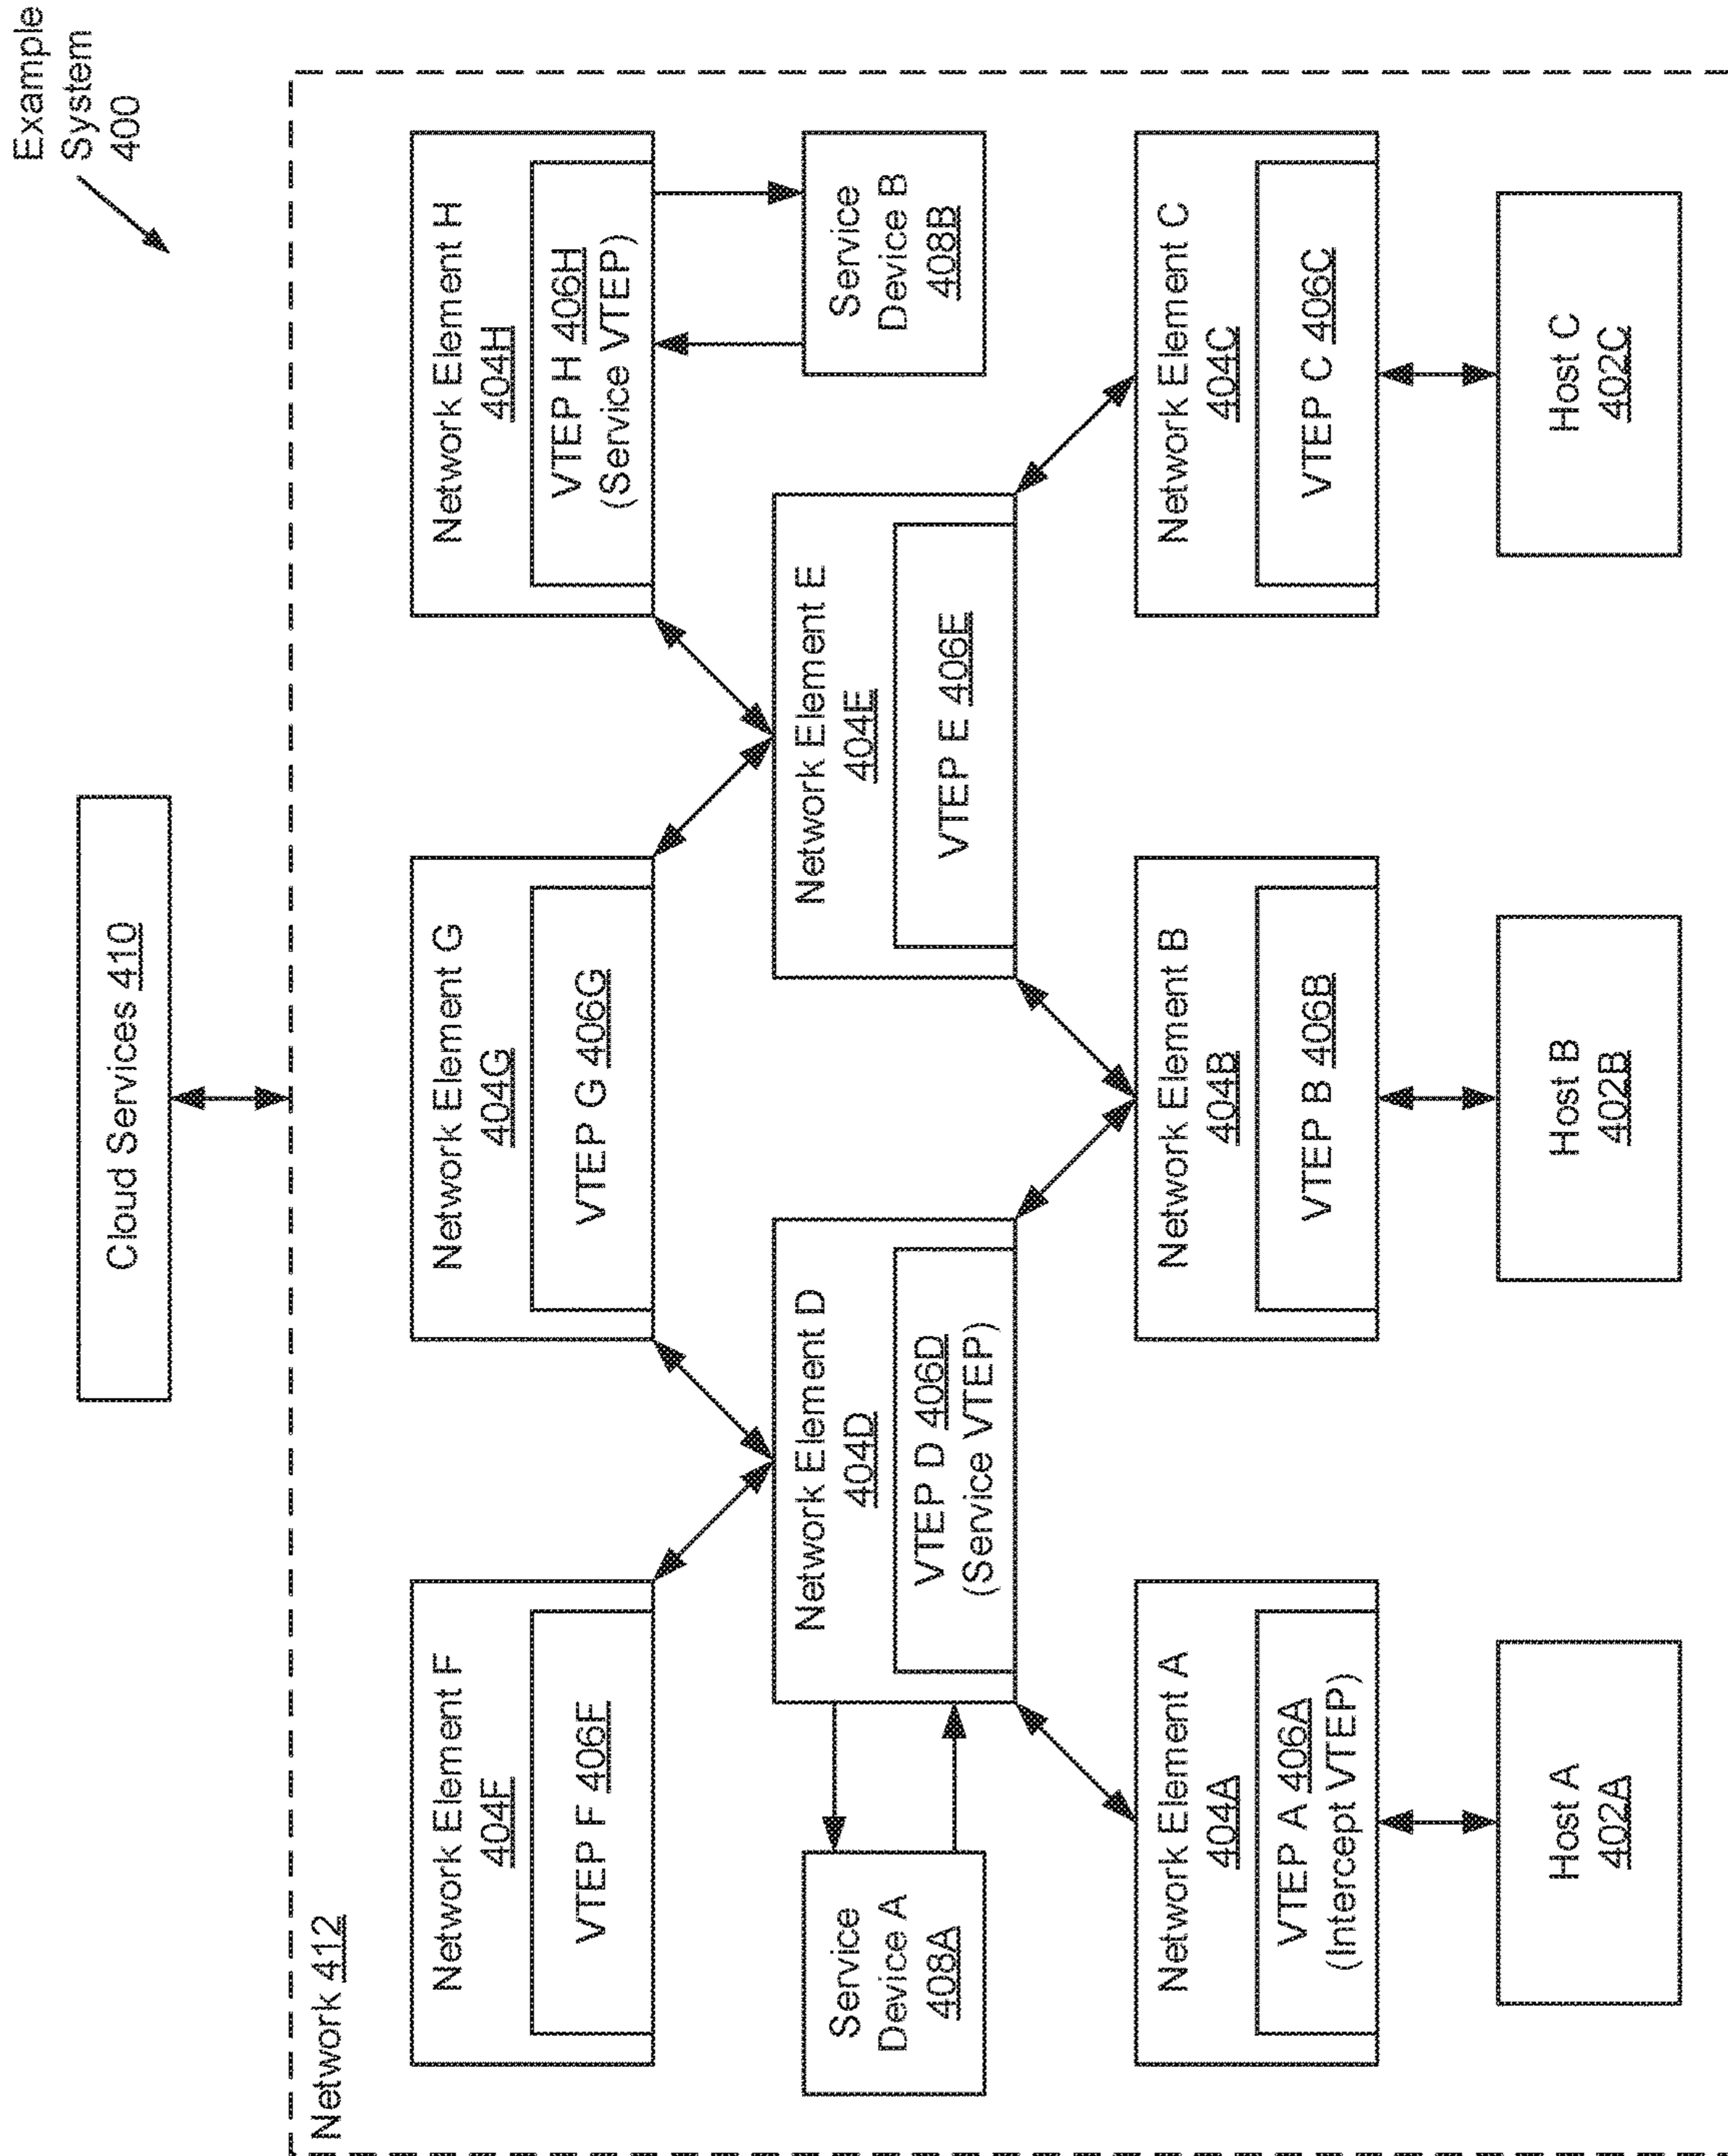 Example
System
400
Cloud Services 410
Network 412
Network Element F
404F
VTEP F 406F
Network Element G
404G
VTEP G 406G
Network Element H
404H
VTEP H 406H
(Service VTEP)
Service
Device A
408A
Network Element D
404D
VTEP D 406D
(Service VTEP)
Network Element E
404E
VTEP E 406E
Service
Device B
408B
Network Element A
404A
VTEP A 406A
(Intercept VTEP)
Network Element B
404B
VTEP B 406B
Network Element C
404C
VTEP C 406C
Host A
402A
Host B
402B
Host C
402C